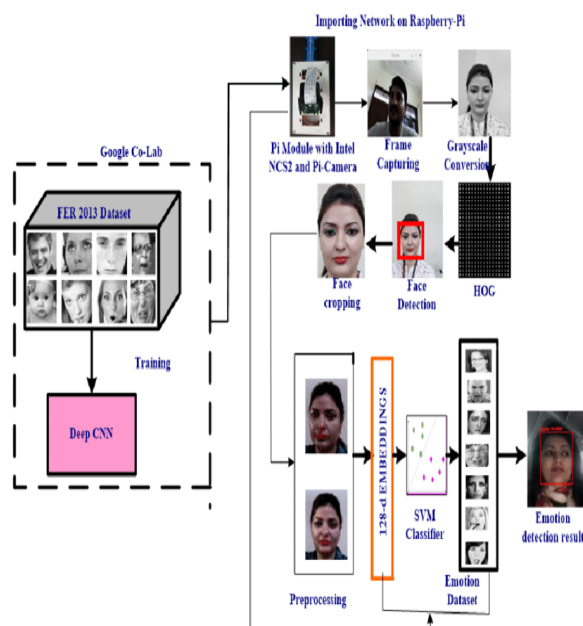 Importing Network on Raspberry-Pi
Pi Module with Intel
NCS2 and Pi-Camera
Frame
Capturing
Grayscale
Conversion
Google Co-Lab
FER 2013 Dataset
Training
Deep CNN
Face
cropping
Face
Detection
HOG
Preprocessing
128-d EMBEDDINGS
SVM
Classifier
Emotion
Dataset
Emotion
detection result